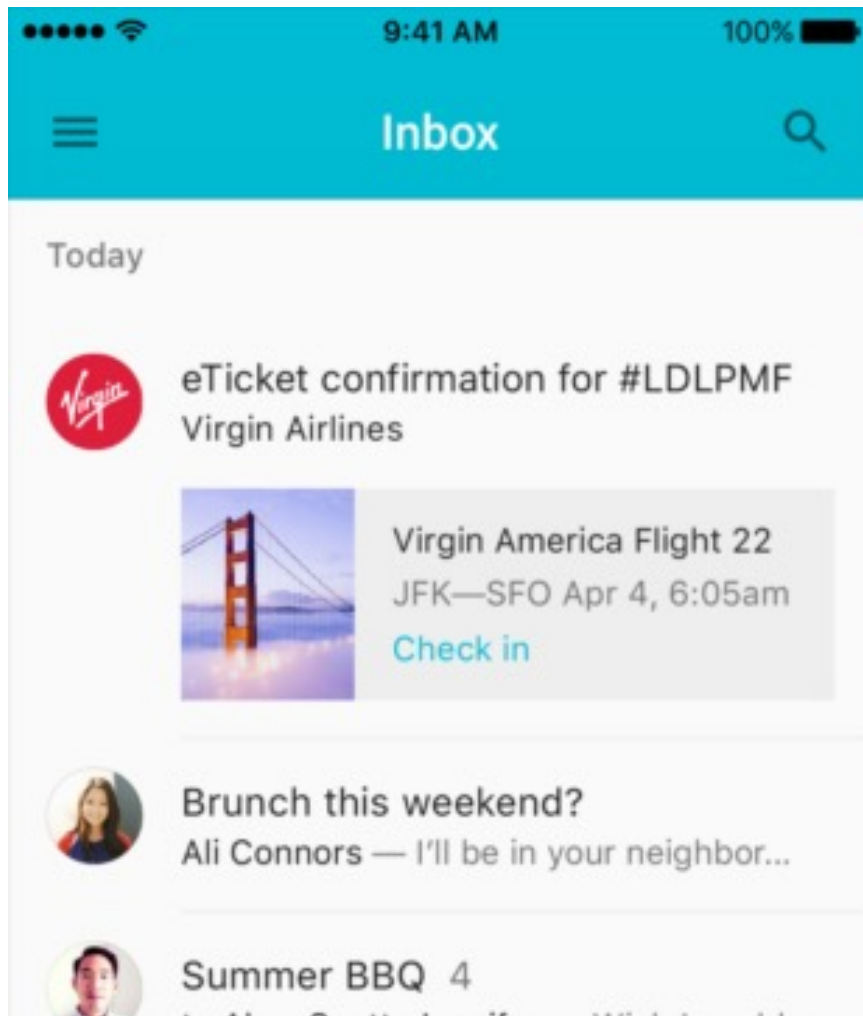 9:41 AM
100%
Inbox
Today
Virgin
eTicket confirmation for #LDLPMF
Virgin Airlines
Virgin America Flight 22
JFK—SFO Apr 4, 6:05am
Check in
Brunch this weekend?
Ali Connors — I'll be in your neighbor...
Summer BBQ 4